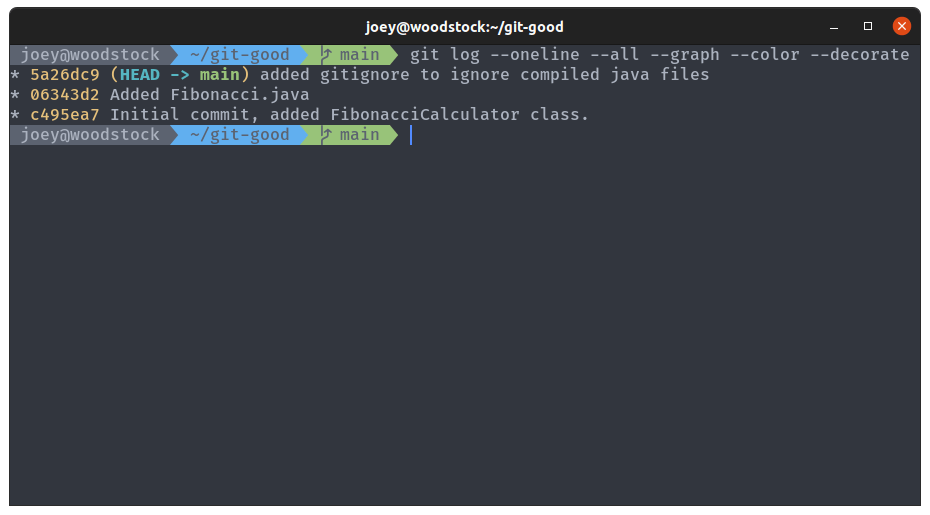 joey@woodstock:~/git-good
joey@woodstock ~/git-good main git log --oneline --all --graph --color --decorate
* 5a26dc9 (HEAD -> main) added gitignore to ignore compiled java files
* 06343d2 Added Fibonacci.java
* c495ea7 Initial commit, added FibonacciCalculator class.
joey@woodstock ~/git-good main